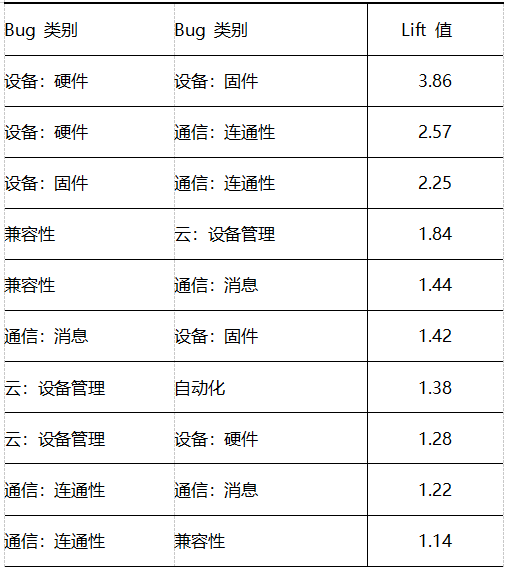 Bug 类别 Bug 类别 Lift 值
设备：硬件 设备：固件 3.86
设备：硬件 通信：连通性 2.57
设备：固件 通信：连通性 2.25
兼容性 云：设备管理 1.84
兼容性 通信：消息 1.44
通信：消息 设备：固件 1.42
云：设备管理 自动化 1.38
云：设备管理 设备：硬件 1.28
通信：连通性 通信：消息 1.22
通信：连通性 兼容性 1.14